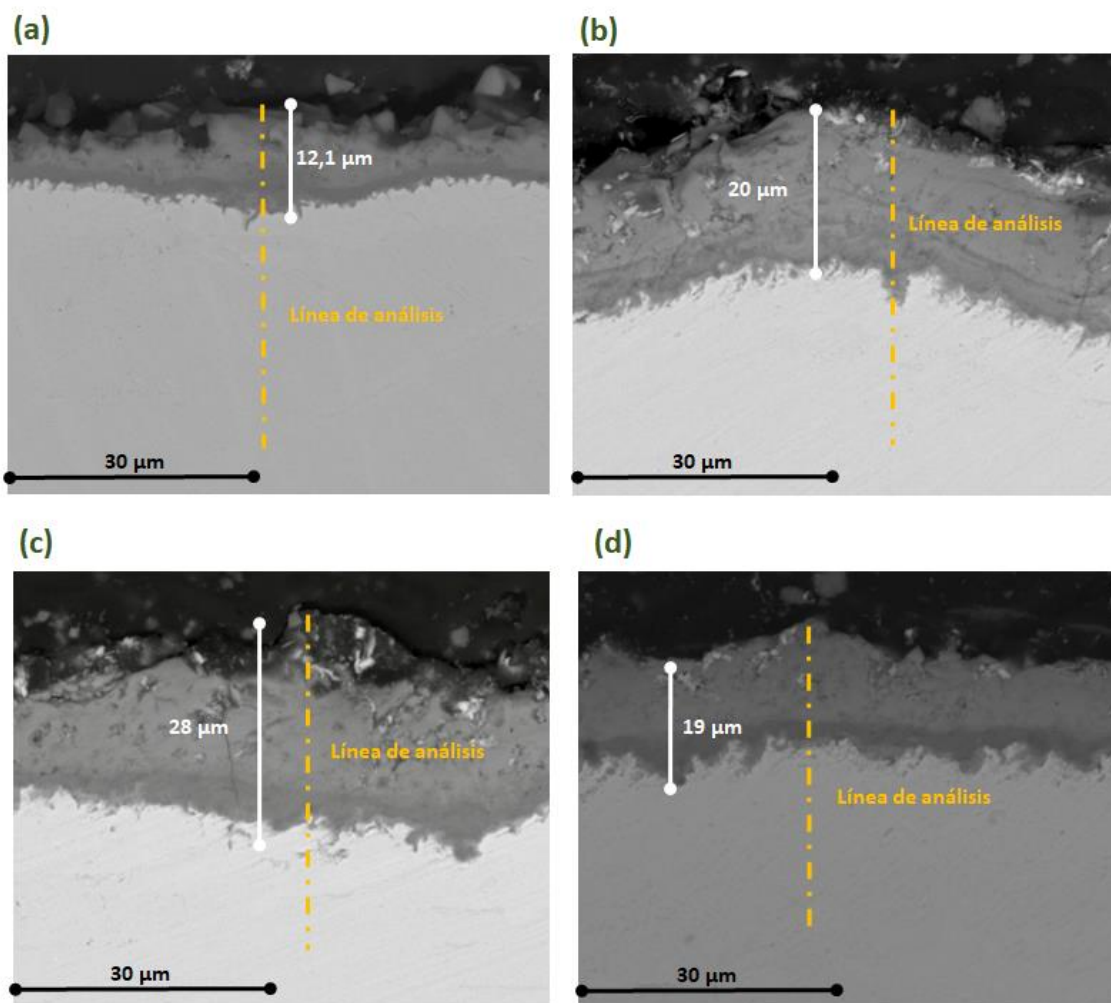 (a)
12,1 µm
Línea de análisis
30 µm
(b)
20 µm
Línea de análisis
30 µm
(c)
28 µm
Línea de análisis
30 µm
(d)
19 µm
Línea de análisis
30 µm